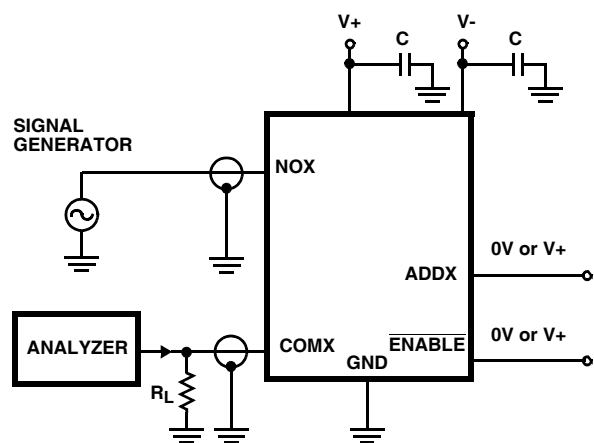 V+
V-
C
C
SIGNAL
GENERATOR
NOX
0V or V+
ADDX
0V or V+
ANALYZER
COMX
ENABLE
GND
RL